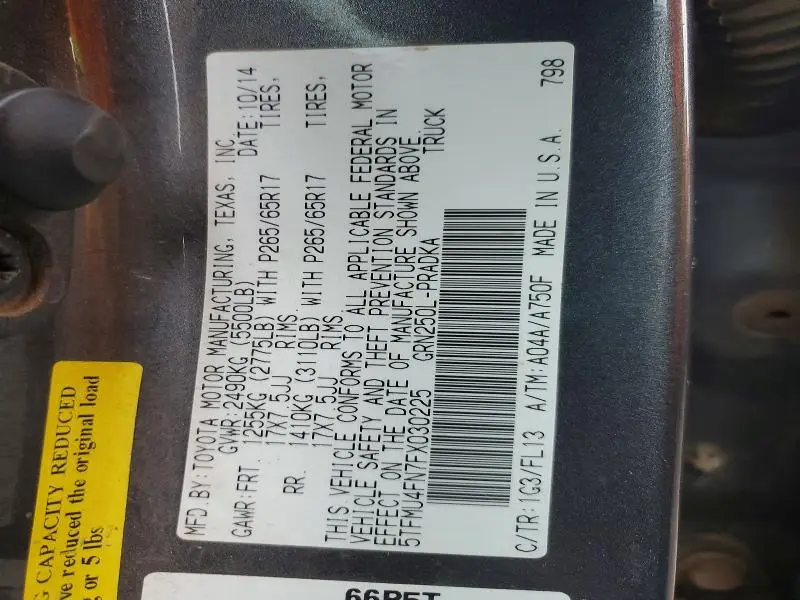 MFD.BY:TOYOTA MOTOR MANUFACTURING, TEXAS, INC.
GVWR:2490KG (5500LB) DATE:10/14
GAWR:FRT. 1255KG (2775LB) WITH P265/65R17 TIRES,
17X7.5JJ RIMS.
RR. 1410KG (3110LB) WITH P265/65R17 TIRES,
17X7.5JJ RIMS.
THIS VEHICLE CONFORMS TO ALL APPLICABLE FEDERAL MOTOR
VEHICLE SAFETY AND THEFT PREVENTION STANDARDS IN
EFFECT ON THE DATE OF MANUFACTURE SHOWN ABOVE.
5TFMU4FN7FX030225 GRN250L-PRADKA TRUCK
C/TR:1G3/FL13 A/TM:A04A/A750F MADE IN U.S.A. 798
G CAPACITY REDUCED
ve reduced the original load
or 5 lbs